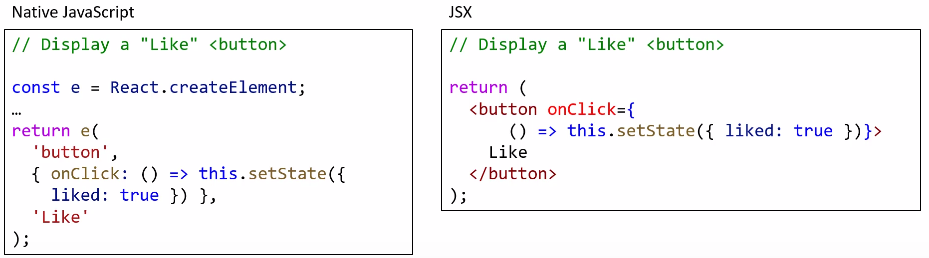 Native JavaScript
// Display a "Like" <button>
const e = React.createElement;
…
return e(
'button',
{ onClick: () => this.setState({
liked: true }) },
'Like'
);
JSX
// Display a "Like" <button>
return (
<button onClick={
() => this.setState({ liked: true })}>
Like
</button>
);